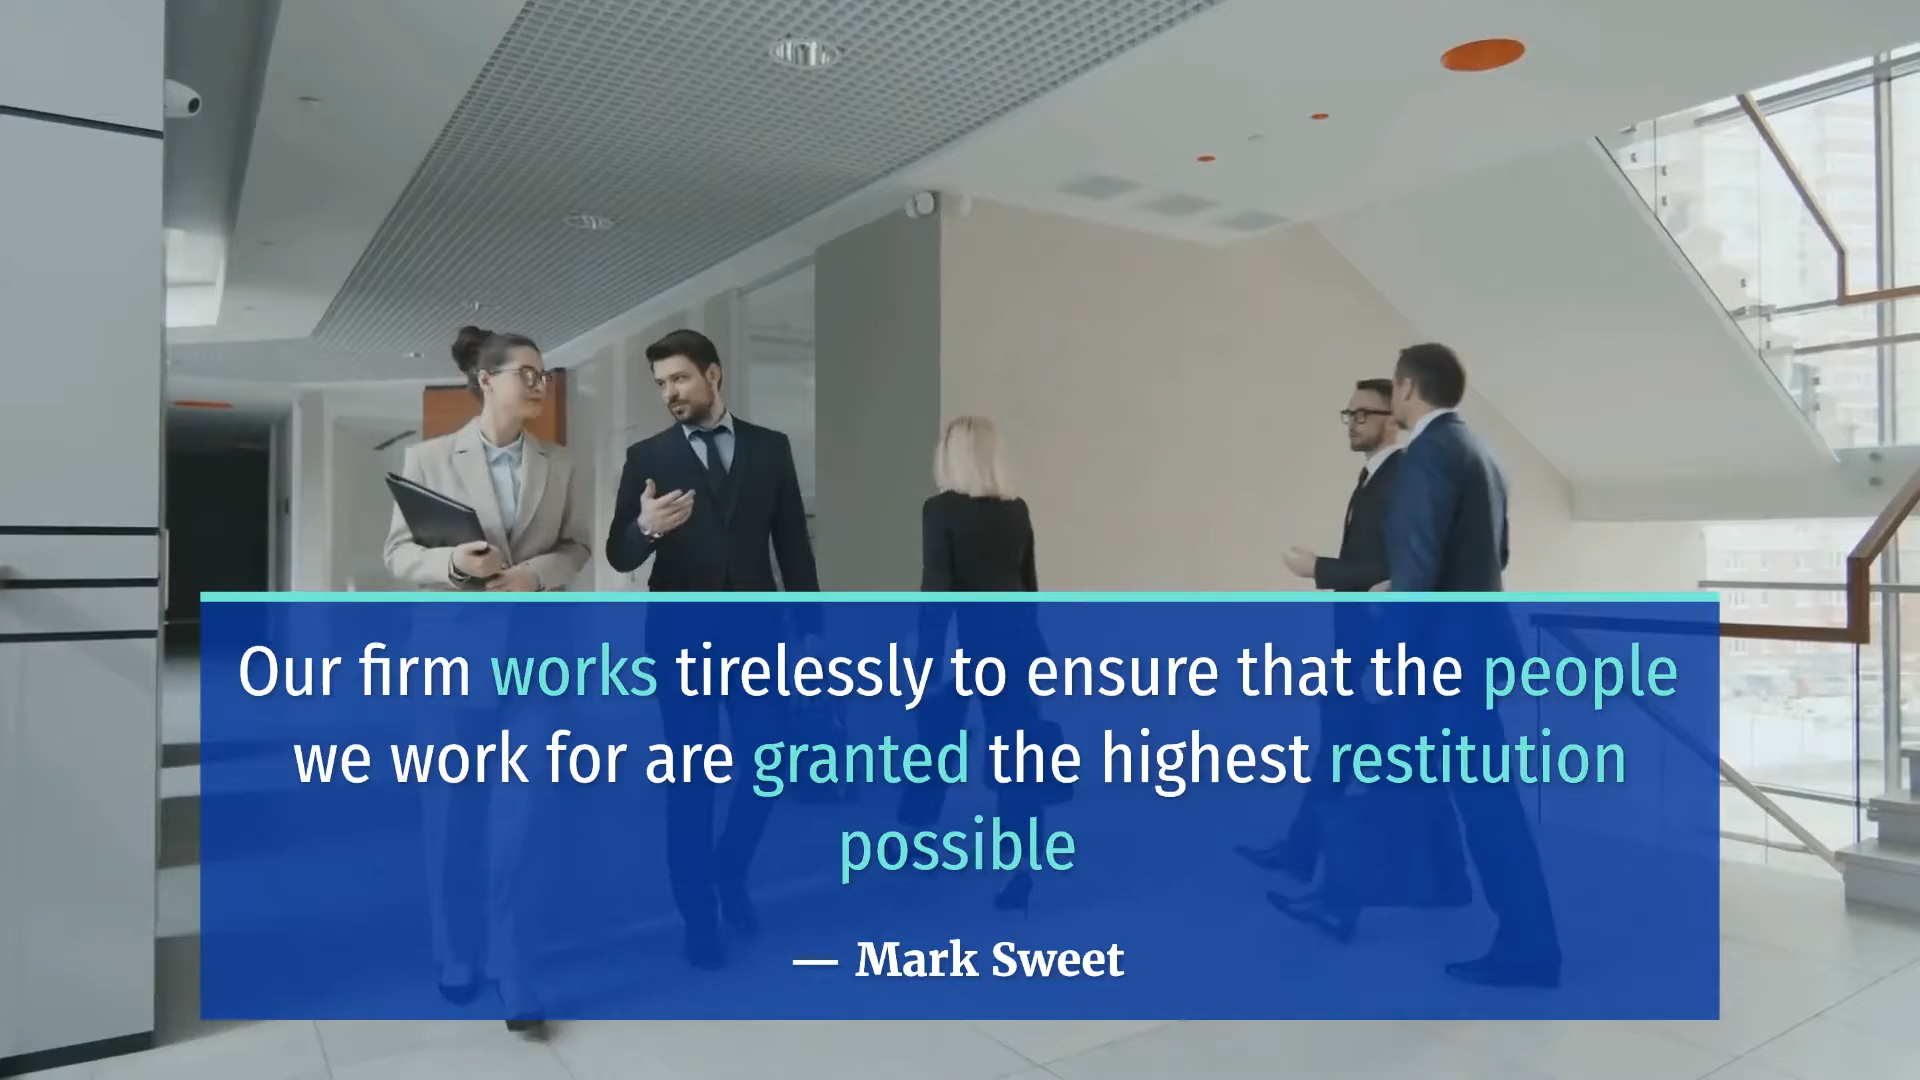 Our firm works tirelessly to ensure that the people
we work for are granted the highest restitution
possible
— Mark Sweet